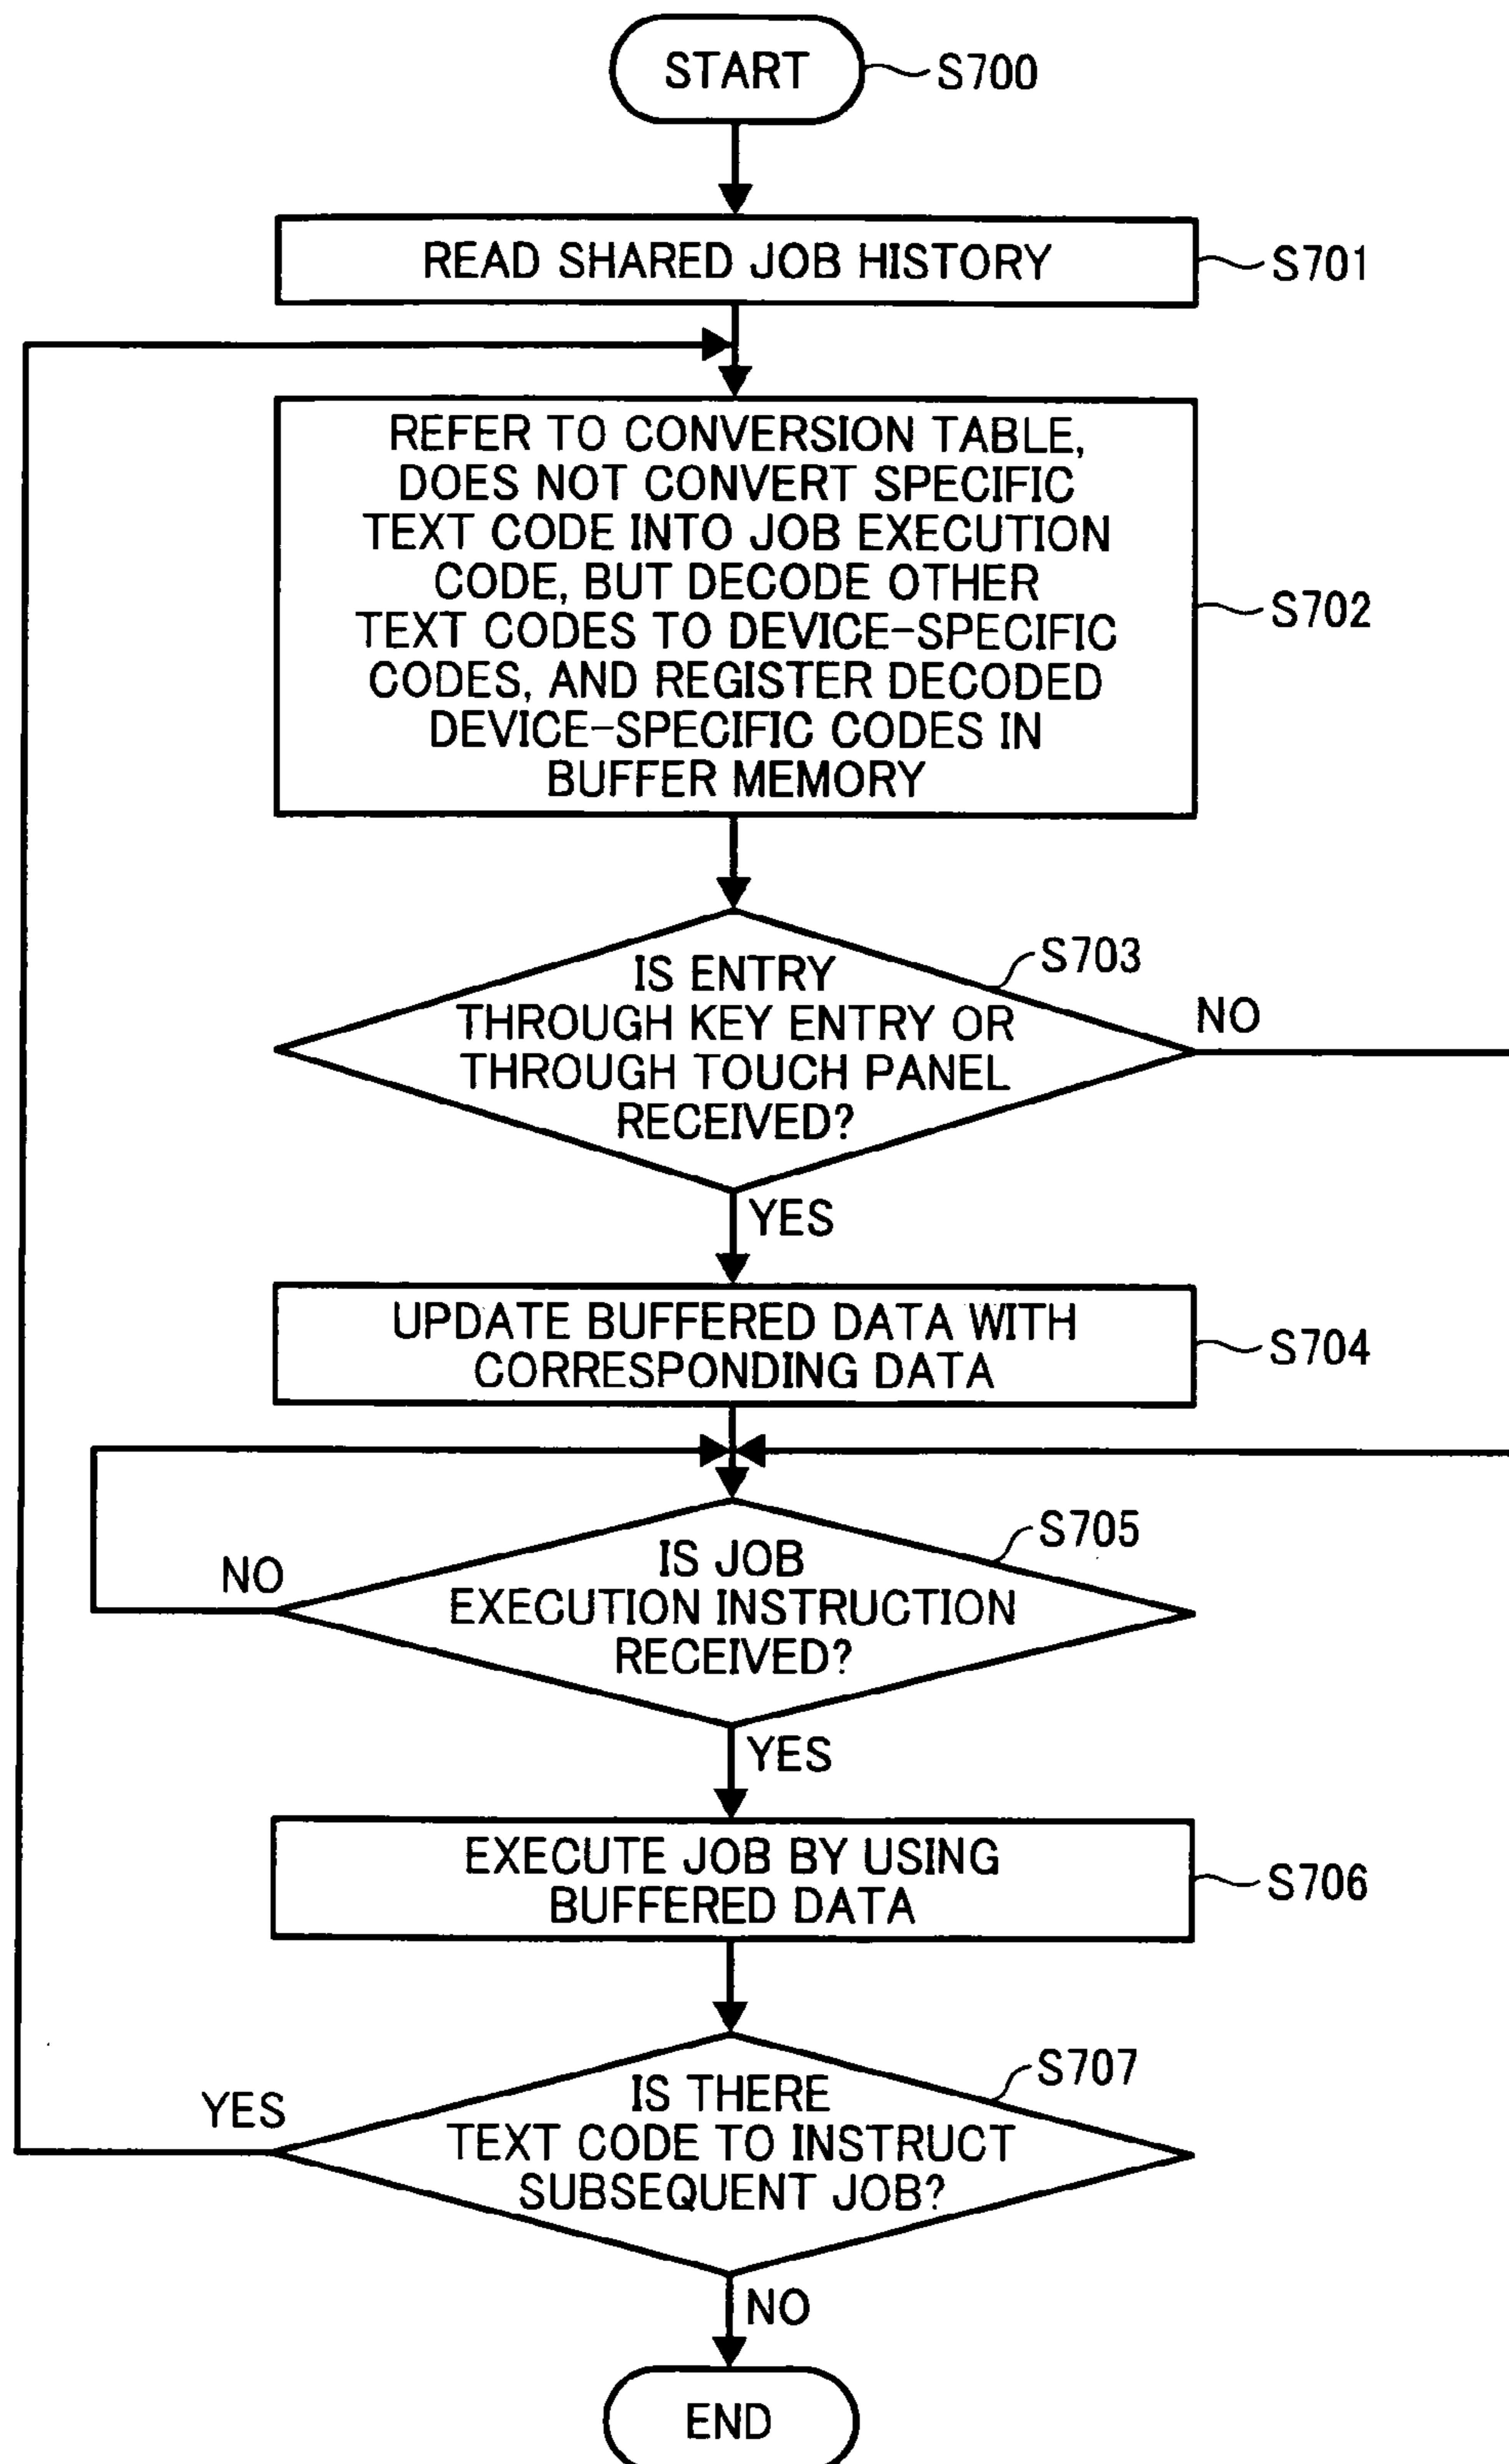 START
S700
READ SHARED JOB HISTORY
S701
REFER TO CONVERSION TABLE,
DOES NOT CONVERT SPECIFIC
TEXT CODE INTO JOB EXECUTION
CODE, BUT DECODE OTHER
TEXT CODES TO DEVICE-SPECIFIC
CODES, AND REGISTER DECODED
DEVICE-SPECIFIC CODES IN
BUFFER MEMORY
S702
IS ENTRY
THROUGH KEY ENTRY OR
THROUGH TOUCH PANEL
RECEIVED?
S703
NO
YES
UPDATE BUFFERED DATA WITH
CORRESPONDING DATA
S704
IS JOB
EXECUTION INSTRUCTION
RECEIVED?
S705
NO
YES
EXECUTE JOB BY USING
BUFFERED DATA
S706
IS THERE
TEXT CODE TO INSTRUCT
SUBSEQUENT JOB?
S707
YES
NO
END